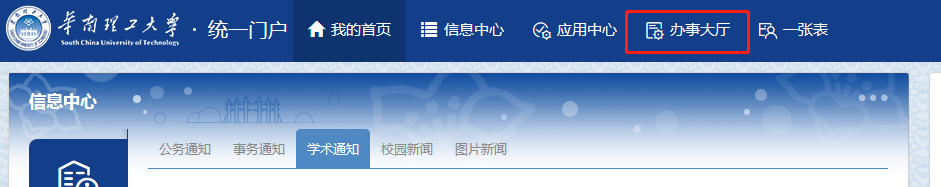 华南理工大学 · 统一门户 我的首页 信息中心 应用中心 办事大厅 一张表
South China University of Technology
信息中心
公务通知 事务通知 学术通知 校园新闻 图片新闻